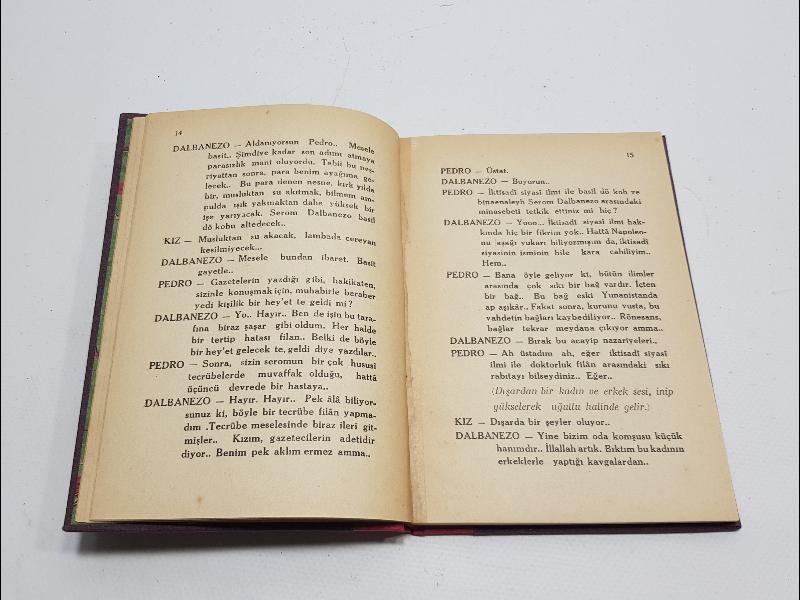 14
DALBANEZO — Aldanıyorsun Pedro.. Mesele
basit.. Şimdiye kadar son adımı atmaya
parasızlık mani oluyordu. Tabii bu neş-
riyattan sonra, para benim ayağıma ge-
lecek.. Bu para denen nesne, kırk yılda
bir, musluktan su akıtmak, bilmem am-
pulda ışık yakmaktan daha yüksek bir
işe yarıyacak. Serom Dalbanezo basil
dö kohu altedecek..
KIZ — Musluktan su akacak, lambada cereyan
kesilmiyecek...
DALBANEZO — Mesele bundan ibaret. Basit
gayetle..
PEDRO — Gazetelerin yazdığı gibi, hakikaten,
sizinle konuşmak için, muhabirle beraber
yedi kişilik bir hey'et te geldi mi?
DALBANEZO — Yo.. Hayır.. Ben de işin bu tara-
fına biraz şaşar gibi oldum. Her halde
bir tertip hatası filan.. Belki de böyle
bir hey'et gelecek te, geldi diye yazdılar..
PEDRO — Sonra, sizin seromun bir çok hususî
tecrübelerde muvaffak olduğu, hattâ
üçüncü devrede bir hastaya..
DALBANEZO — Hayır. Hayır.. Pek âlâ biliyor-
sunuz ki, böyle bir tecrübe filân yapma-
dım .Tecrübe meselesinde biraz ileri git-
mişler.. Kızım, gazetecilerin adetidir
diyor.. Benim pek aklım ermez amma..
15
PEDRO — Üstat.
DALBANEZO — Buyurun..
PEDRO — İktisadî siyasî ilmi ile basil dö koh ve
binaenaleyh Serom Dalbanezo arasındaki
münasebeti tetkik ettiniz mi hiç?
DALBANEZO — Yooo.. İktisadî siyasî ilmi hak-
kında hiç bir fikrim yok.. Hattâ Napoleo-
nu aşağı yukarı biliyormuşum da, iktisadî
siyasinin isminin bile kara cahiliyim..
Hem..
PEDRO — Bana öyle geliyor ki, bütün ilimler
arasında çok sıkı bir bağ vardır. İçten
bir bağ.. Bu bağ eski Yunanistanda
ap aşikâr.. Fakat sonra, kurunu vusta, bu
vahdetin bağları kaybediliyor.. Rönesans,
bağlar tekrar meydana çıkıyor amma..
DALBANEZO — Bırak bu acayip nazariyeleri..
PEDRO — Ah üstadım ah, eğer iktisadî siyasî
ilmi ile doktorluk filân arasındaki sıkı
rabıtayı bilseydiniz.. Eğer..
(Dışardan bir kadın ve erkek sesi, inip
yükselerek uğultu halinde gelir.)
KIZ — Dışarda bir şeyler oluyor..
DALBANEZO — Yine bizim oda komşusu küçük
hanımdır.. İllallah artık. Bıktım bu kadının
erkeklerle yaptığı kavgalardan..